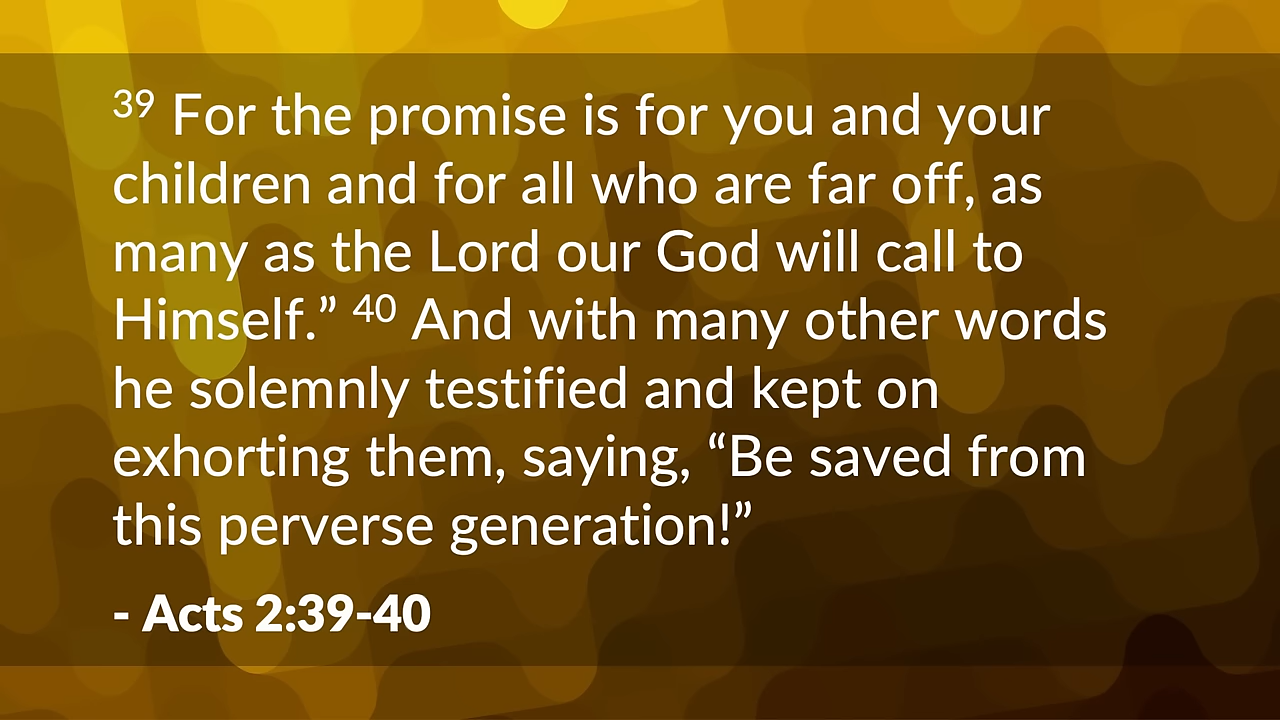 39 For the promise is for you and your
children and for all who are far off, as
many as the Lord our God will call to
Himself.” 40 And with many other words
he solemnly testified and kept on
exhorting them, saying, “Be saved from
this perverse generation!”
- Acts 2:39-40